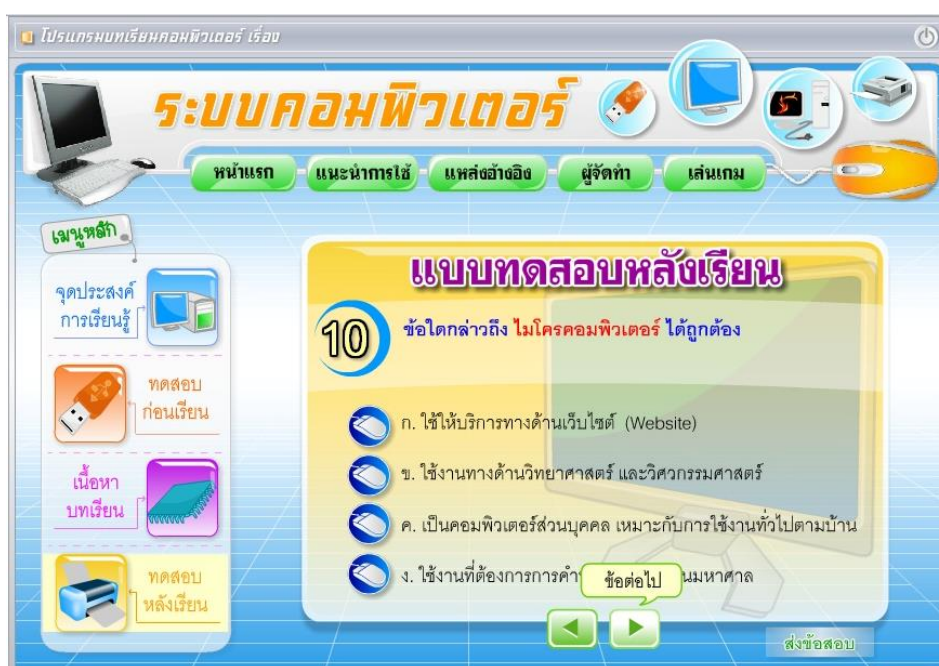 โปรแกรมบทเรียนคอมพิวเตอร์ เรื่อง
ระบบคอมพิวเตอร์
หน้าแรก แนะนำการใช้ แหล่งอ้างอิง ผู้จัดทำ เล่นเกม
เมนูหลัก
จุดประสงค์
การเรียนรู้
ทดสอบ
ก่อนเรียน
เนื้อหา
บทเรียน
ทดสอบ
หลังเรียน
แบบทดสอบหลังเรียน
10 ข้อใดกล่าวถึง ไมโครคอมพิวเตอร์ ได้ถูกต้อง
ก. ใช้ให้บริการทางด้านเว็บไซต์ (Website)
ข. ใช้งานทางด้านวิทยาศาสตร์ และวิศวกรรมศาสตร์
ค. เป็นคอมพิวเตอร์ส่วนบุคคล เหมาะกับการใช้งานทั่วไปตามบ้าน
ง. ใช้งานที่ต้องการการคำ นมหาศาล
ข้อต่อไป
ส่งข้อสอบ